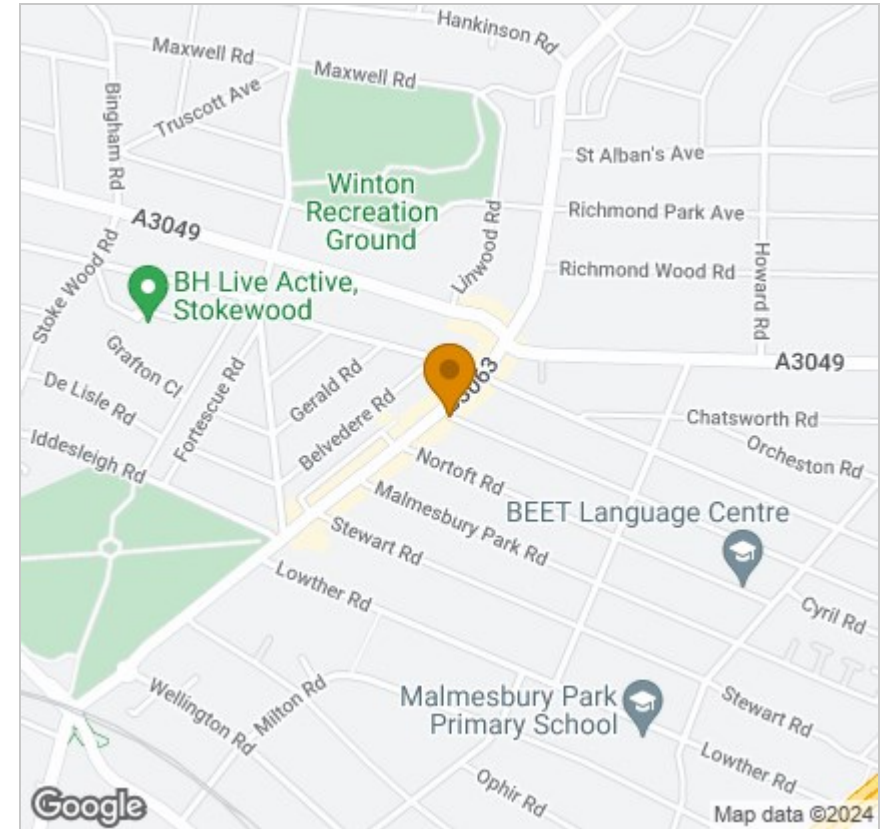 Hankinson Rd
Maxwell Rd
Maxwell Rd
Bingham Rd
Truscott Ave
St Alban's Ave
Winton
Recreation
Ground
Richmond Park Ave
A3049
Linwood Rd
Howard Rd
Stoke Wood Rd
BH Live Active,
Stokewood
Richmond Wood Rd
Grafton Cl
Gerald Rd
A3049
De Lisle Rd
Fortescue Rd
Belvedere Rd
Chatsworth Rd
Orcheston Rd
Iddesleigh Rd
Nortoft Rd
Malmesbury Park Rd
BEET Language Centre
Stewart Rd
Lowther Rd
Cyril Rd
Wellington Rd
Milton Rd
Malmesbury Park
Primary School
Stewart Rd
Lowther Rd
Ophir Rd
Google
Map data ©2024